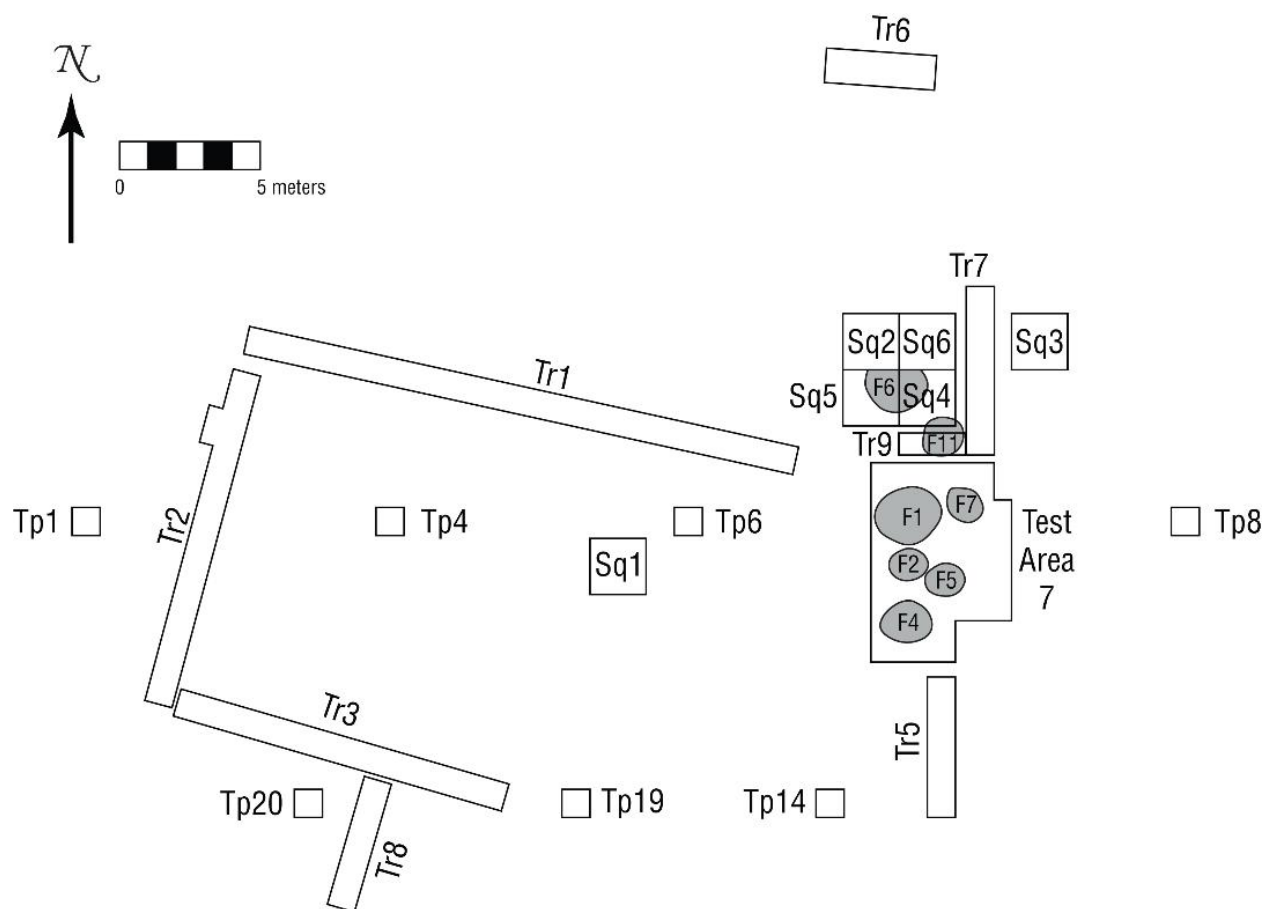 Tr6
N
0
5 meters
Tr7
Sq2
Sq6
Sq3
Tr1
Sq5
F6
Sq4
Tr9
F11
Tp1
Tr2
Tp4
Tp6
F1
F7
Test
Area
7
Tp8
Sq1
F2
F5
F4
Tr3
Tr5
Tp20
Tp19
Tp14
Tr8